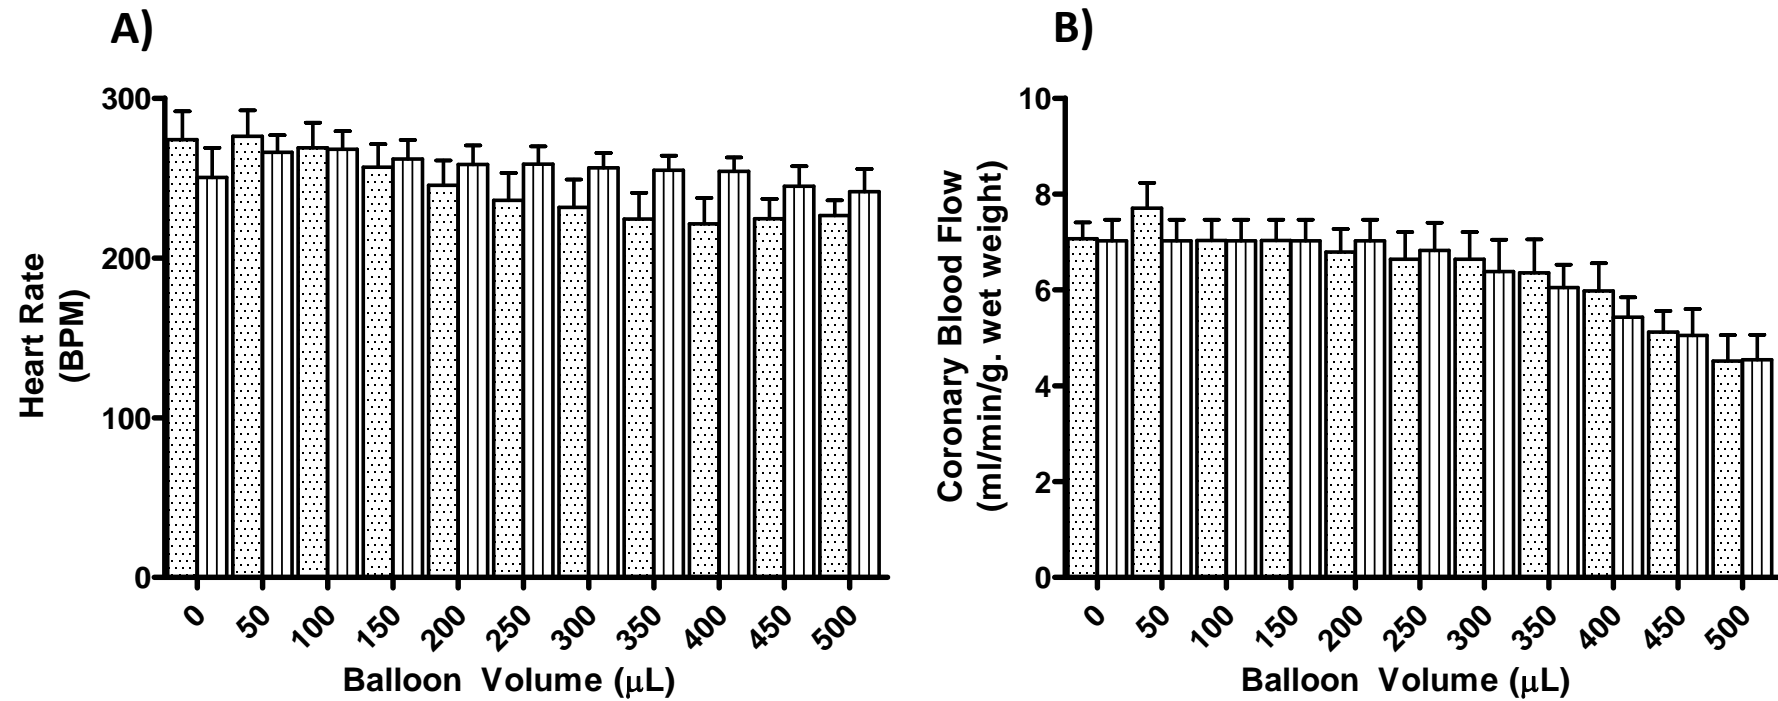 A)
300
200
100
0
Heart Rate
(BPM)
0 50 100 150 200 250 300 350 400 450 500
Balloon Volume (μL)
B)
10
8
6
4
2
0
Coronary Blood Flow
(ml/min/g. wet weight)
0 50 100 150 200 250 300 350 400 450 500
Balloon Volume (μL)